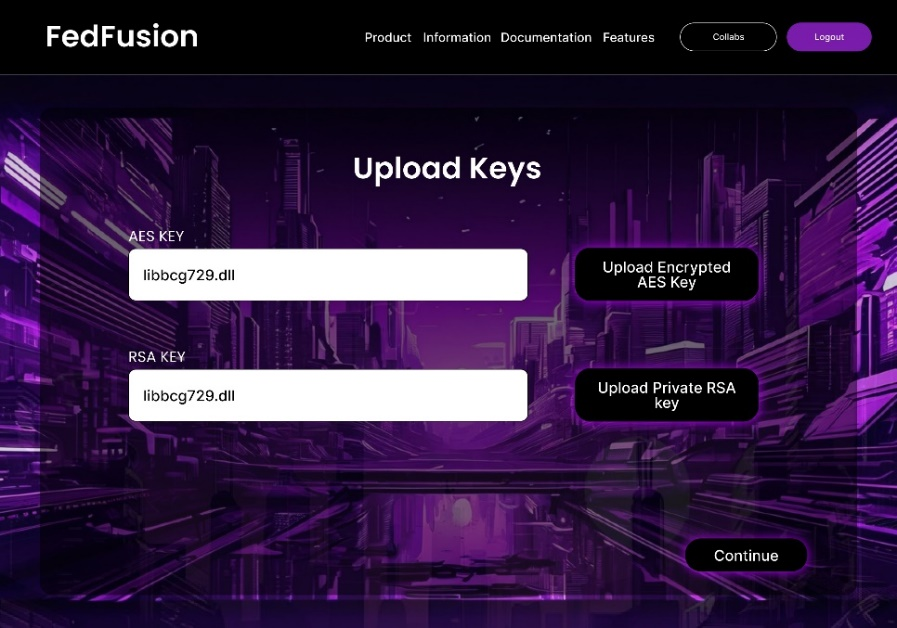 FedFusion
Product Information Documentation Features Collabs Logout
Upload Keys
AES KEY
libbcg729.dll
Upload Encrypted
AES Key
RSA KEY
libbcg729.dll
Upload Private RSA
key
Continue